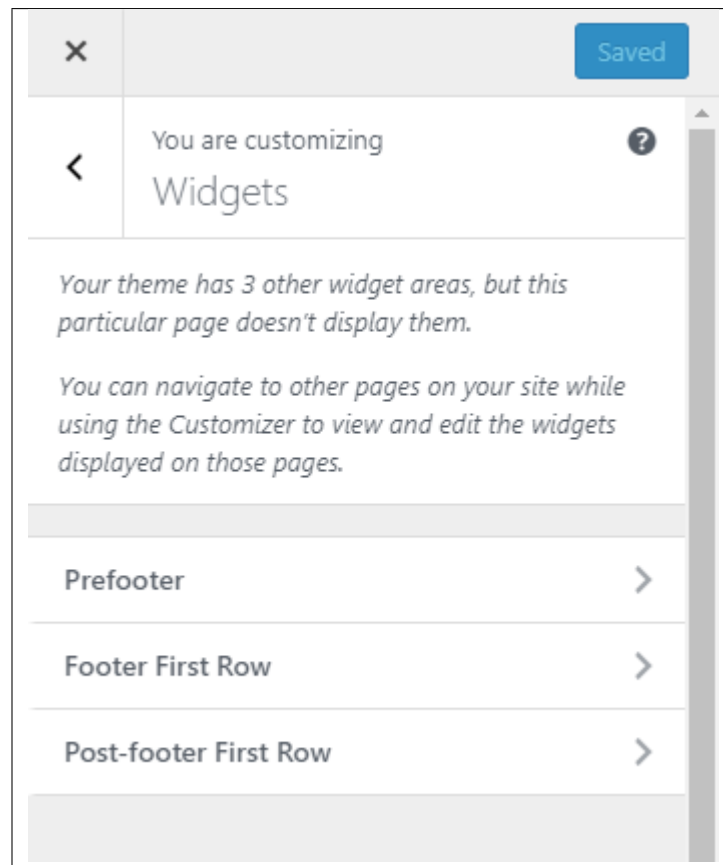 Saved
You are customizing
Widgets
Your theme has 3 other widget areas, but this
particular page doesn't display them.
You can navigate to other pages on your site while
using the Customizer to view and edit the widgets
displayed on those pages.
Prefooter
Footer First Row
Post-footer First Row